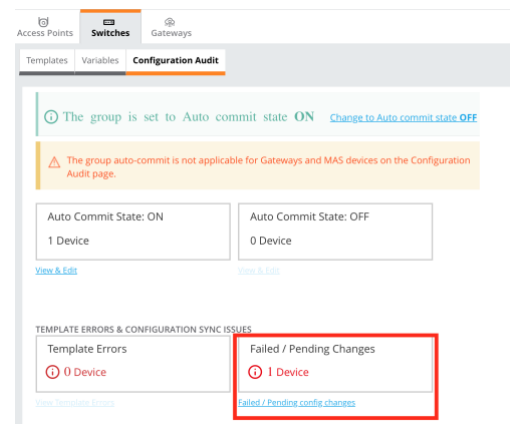 Access Points Switches Gateways
Templates Variables Configuration Audit
The group is set to Auto commit state ON Change to Auto commit state OFF
The group auto-commit is not applicable for Gateways and MAS devices on the Configuration
Audit page.
Auto Commit State: ON
1 Device
View & Edit
Auto Commit State: OFF
0 Device
View & Edit
TEMPLATE ERRORS & CONFIGURATION SYNC ISSUES
Template Errors
0 Device
View Template Errors
Failed / Pending Changes
1 Device
Failed / Pending config changes